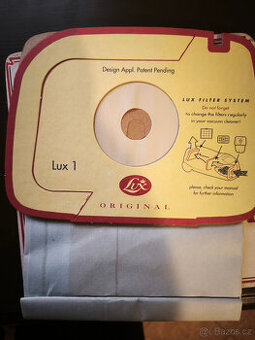 Design Appl. Patent Pending
LUX FILTER SYSTEM
Do not forget
to change the filters regularly
in your vacuum cleaner!
Lux 1
Lux
please, check your manual
for further information
ORIGINAL
Bazos.cz